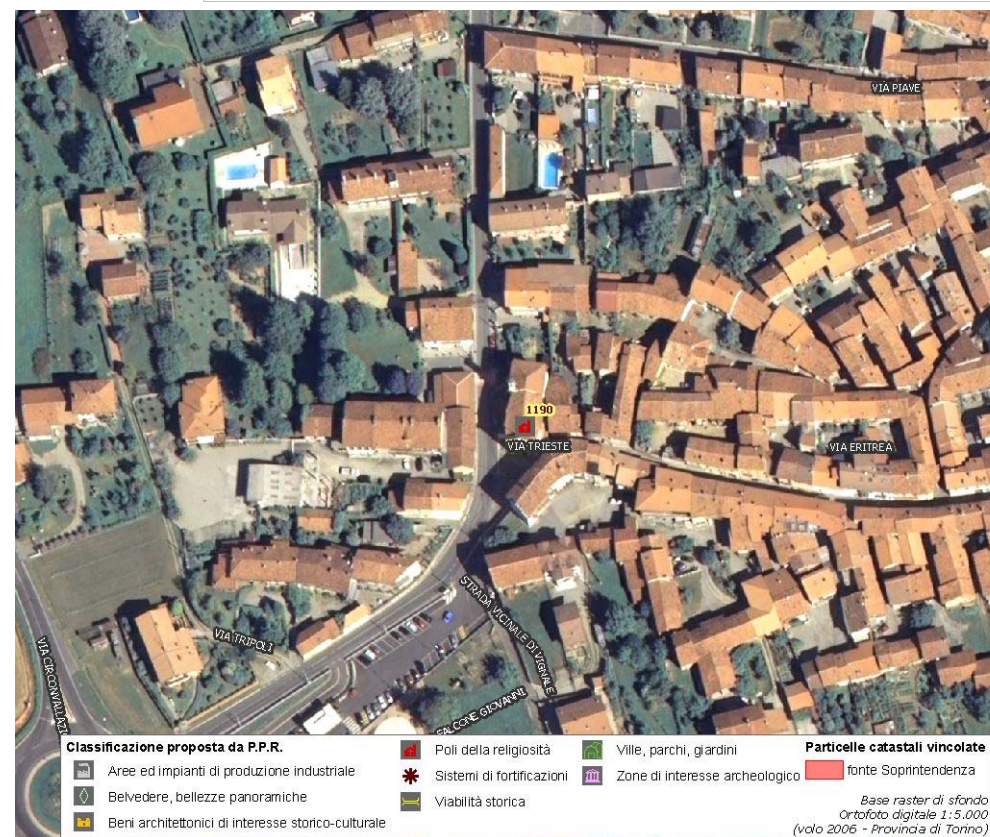 VIA PIAVE
1190
VIA TRIESTE
VIA ERITREA
STRADA VICINALE DI VIGNALE
VIA TRIPOLI
VIA CIRCONVALLAZI
FALCONE GIOVANNI
Classificazione proposta da P.P.R.
Aree ed impianti di produzione industriale
Belvedere, bellezze panoramiche
Beni architettonici di interesse storico-culturale
Poli della religiosità
Sistemi di fortificazioni
Viabilità storica
Ville, parchi, giardini
Zone di interesse archeologico
Particelle catastali vincolate
fonte Soprintendenza
Base raster di sfondo
Ortofoto digitale 1:5.000
(volo 2006 - Provincia di Torino)